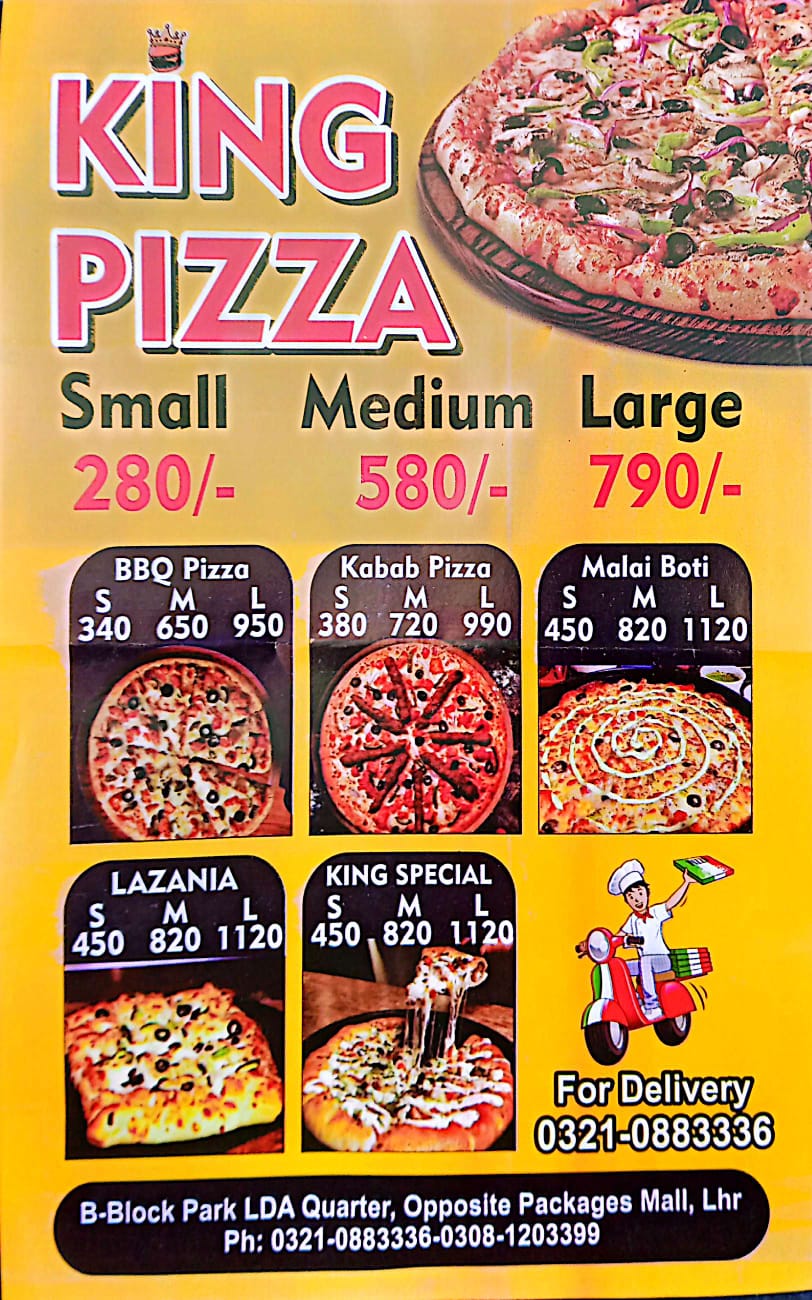 KING
PIZZA
Small Medium Large
280/- 580/- 790/-
BBQ Pizza
S M L
340 650 950
Kabab Pizza
S M L
380 720 990
Malai Boti
S M L
450 820 1120
LAZANIA
S M L
450 820 1120
KING SPECIAL
S M L
450 820 1120
For Delivery
0321-0883336
B-Block Park LDA Quarter, Opposite Packages Mall, Lhr
Ph: 0321-0883336-0308-1203399